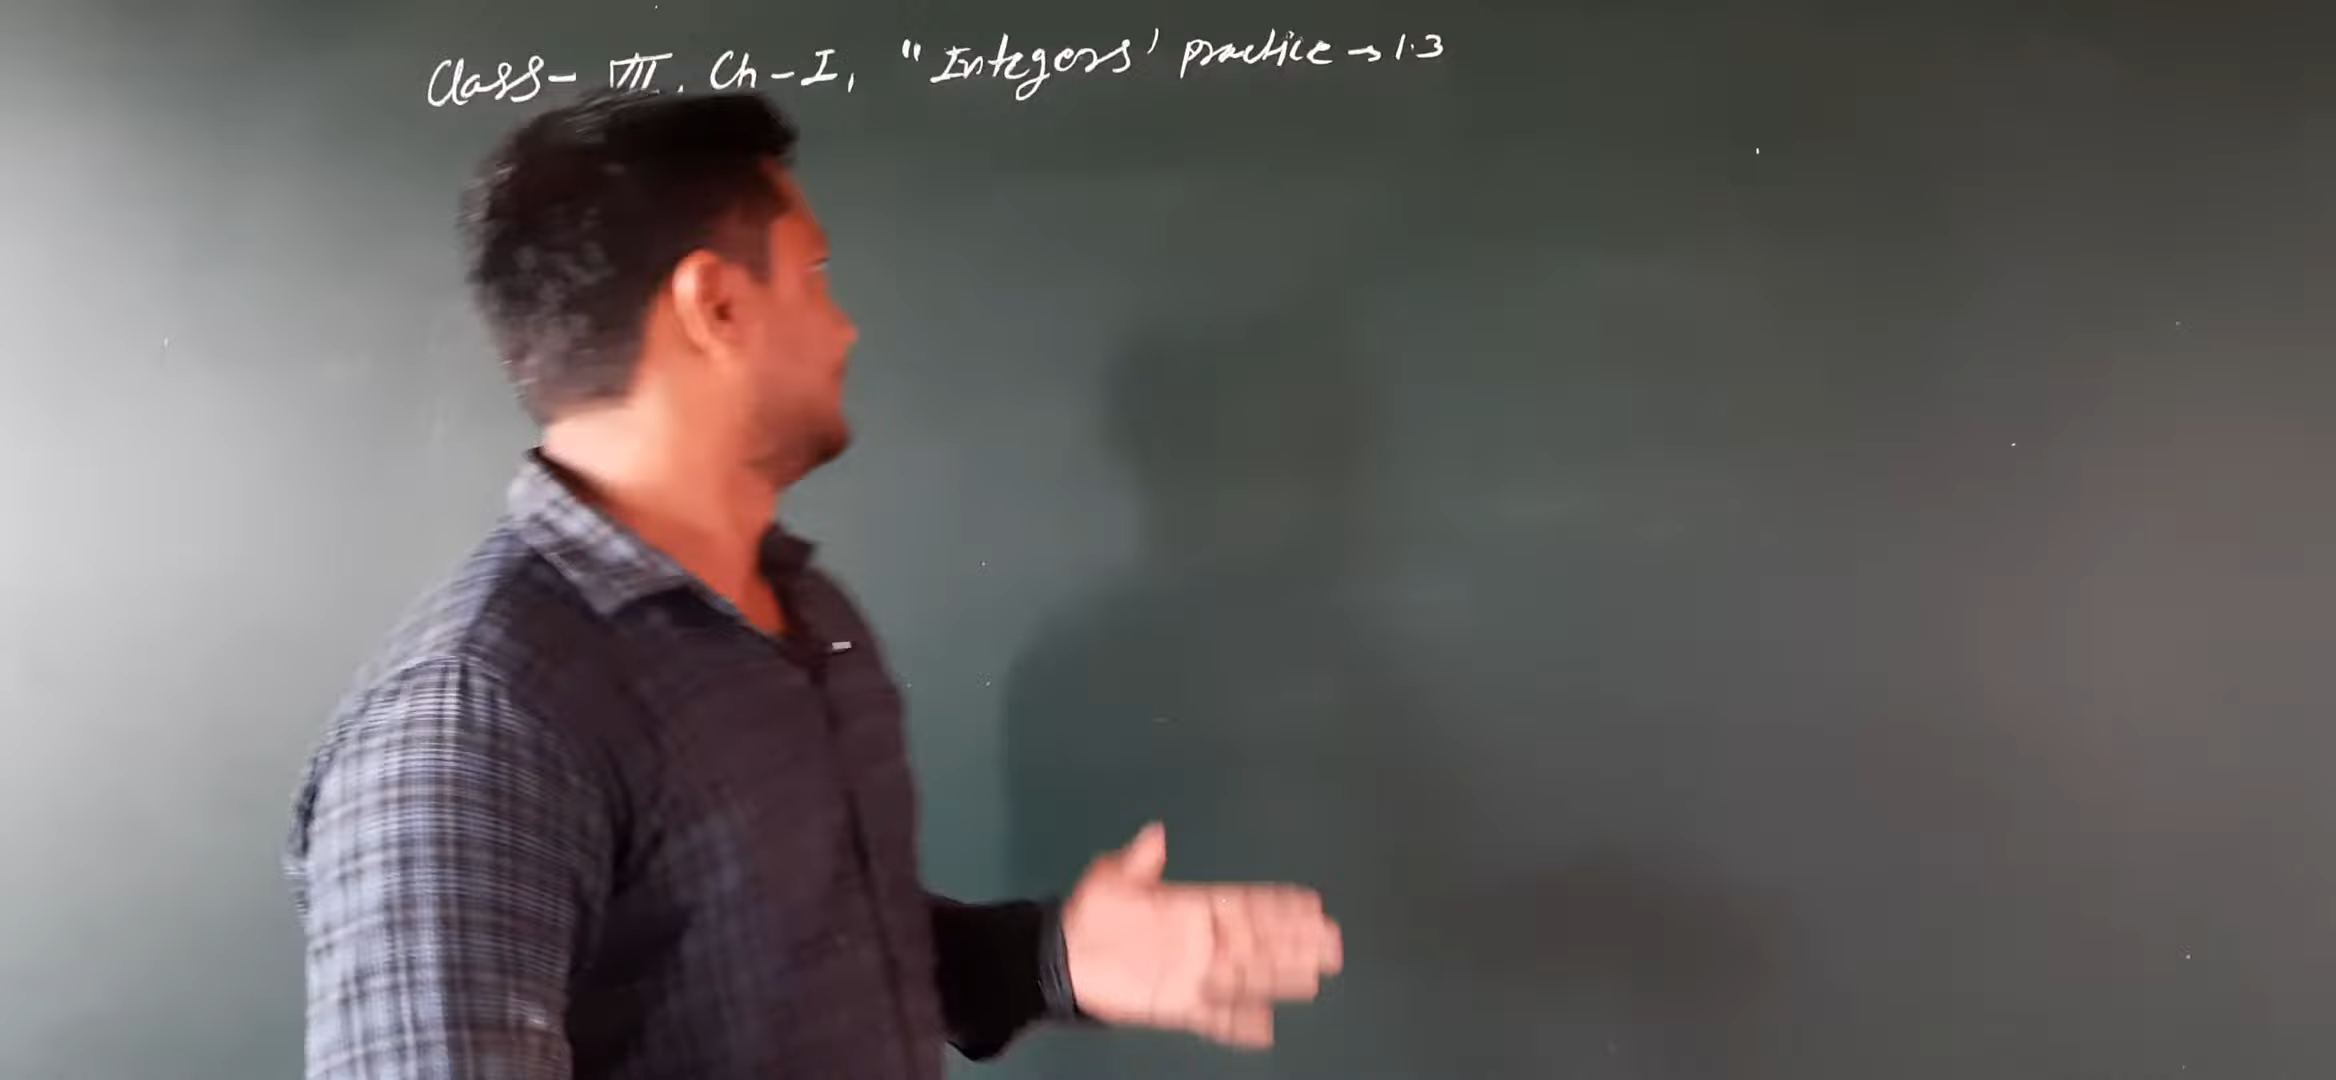 Class- VII, Ch-I, "Integers' practice → 1.3